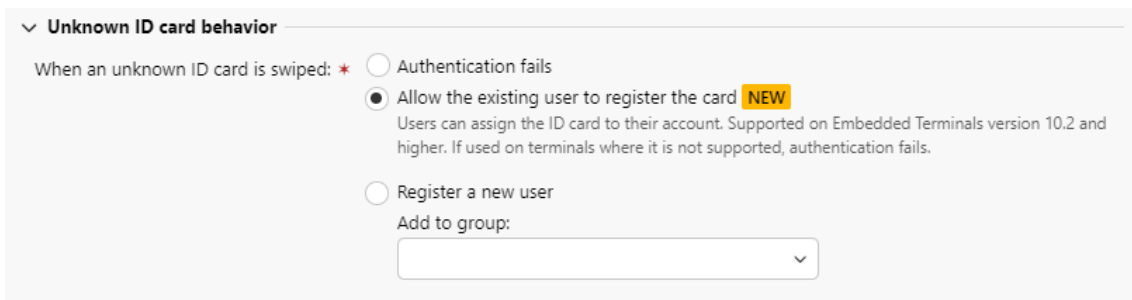 Unknown ID card behavior
When an unknown ID card is swiped: * Authentication fails
Allow the existing user to register the card NEW
Users can assign the ID card to their account. Supported on Embedded Terminals version 10.2 and
higher. If used on terminals where it is not supported, authentication fails.
Register a new user
Add to group: